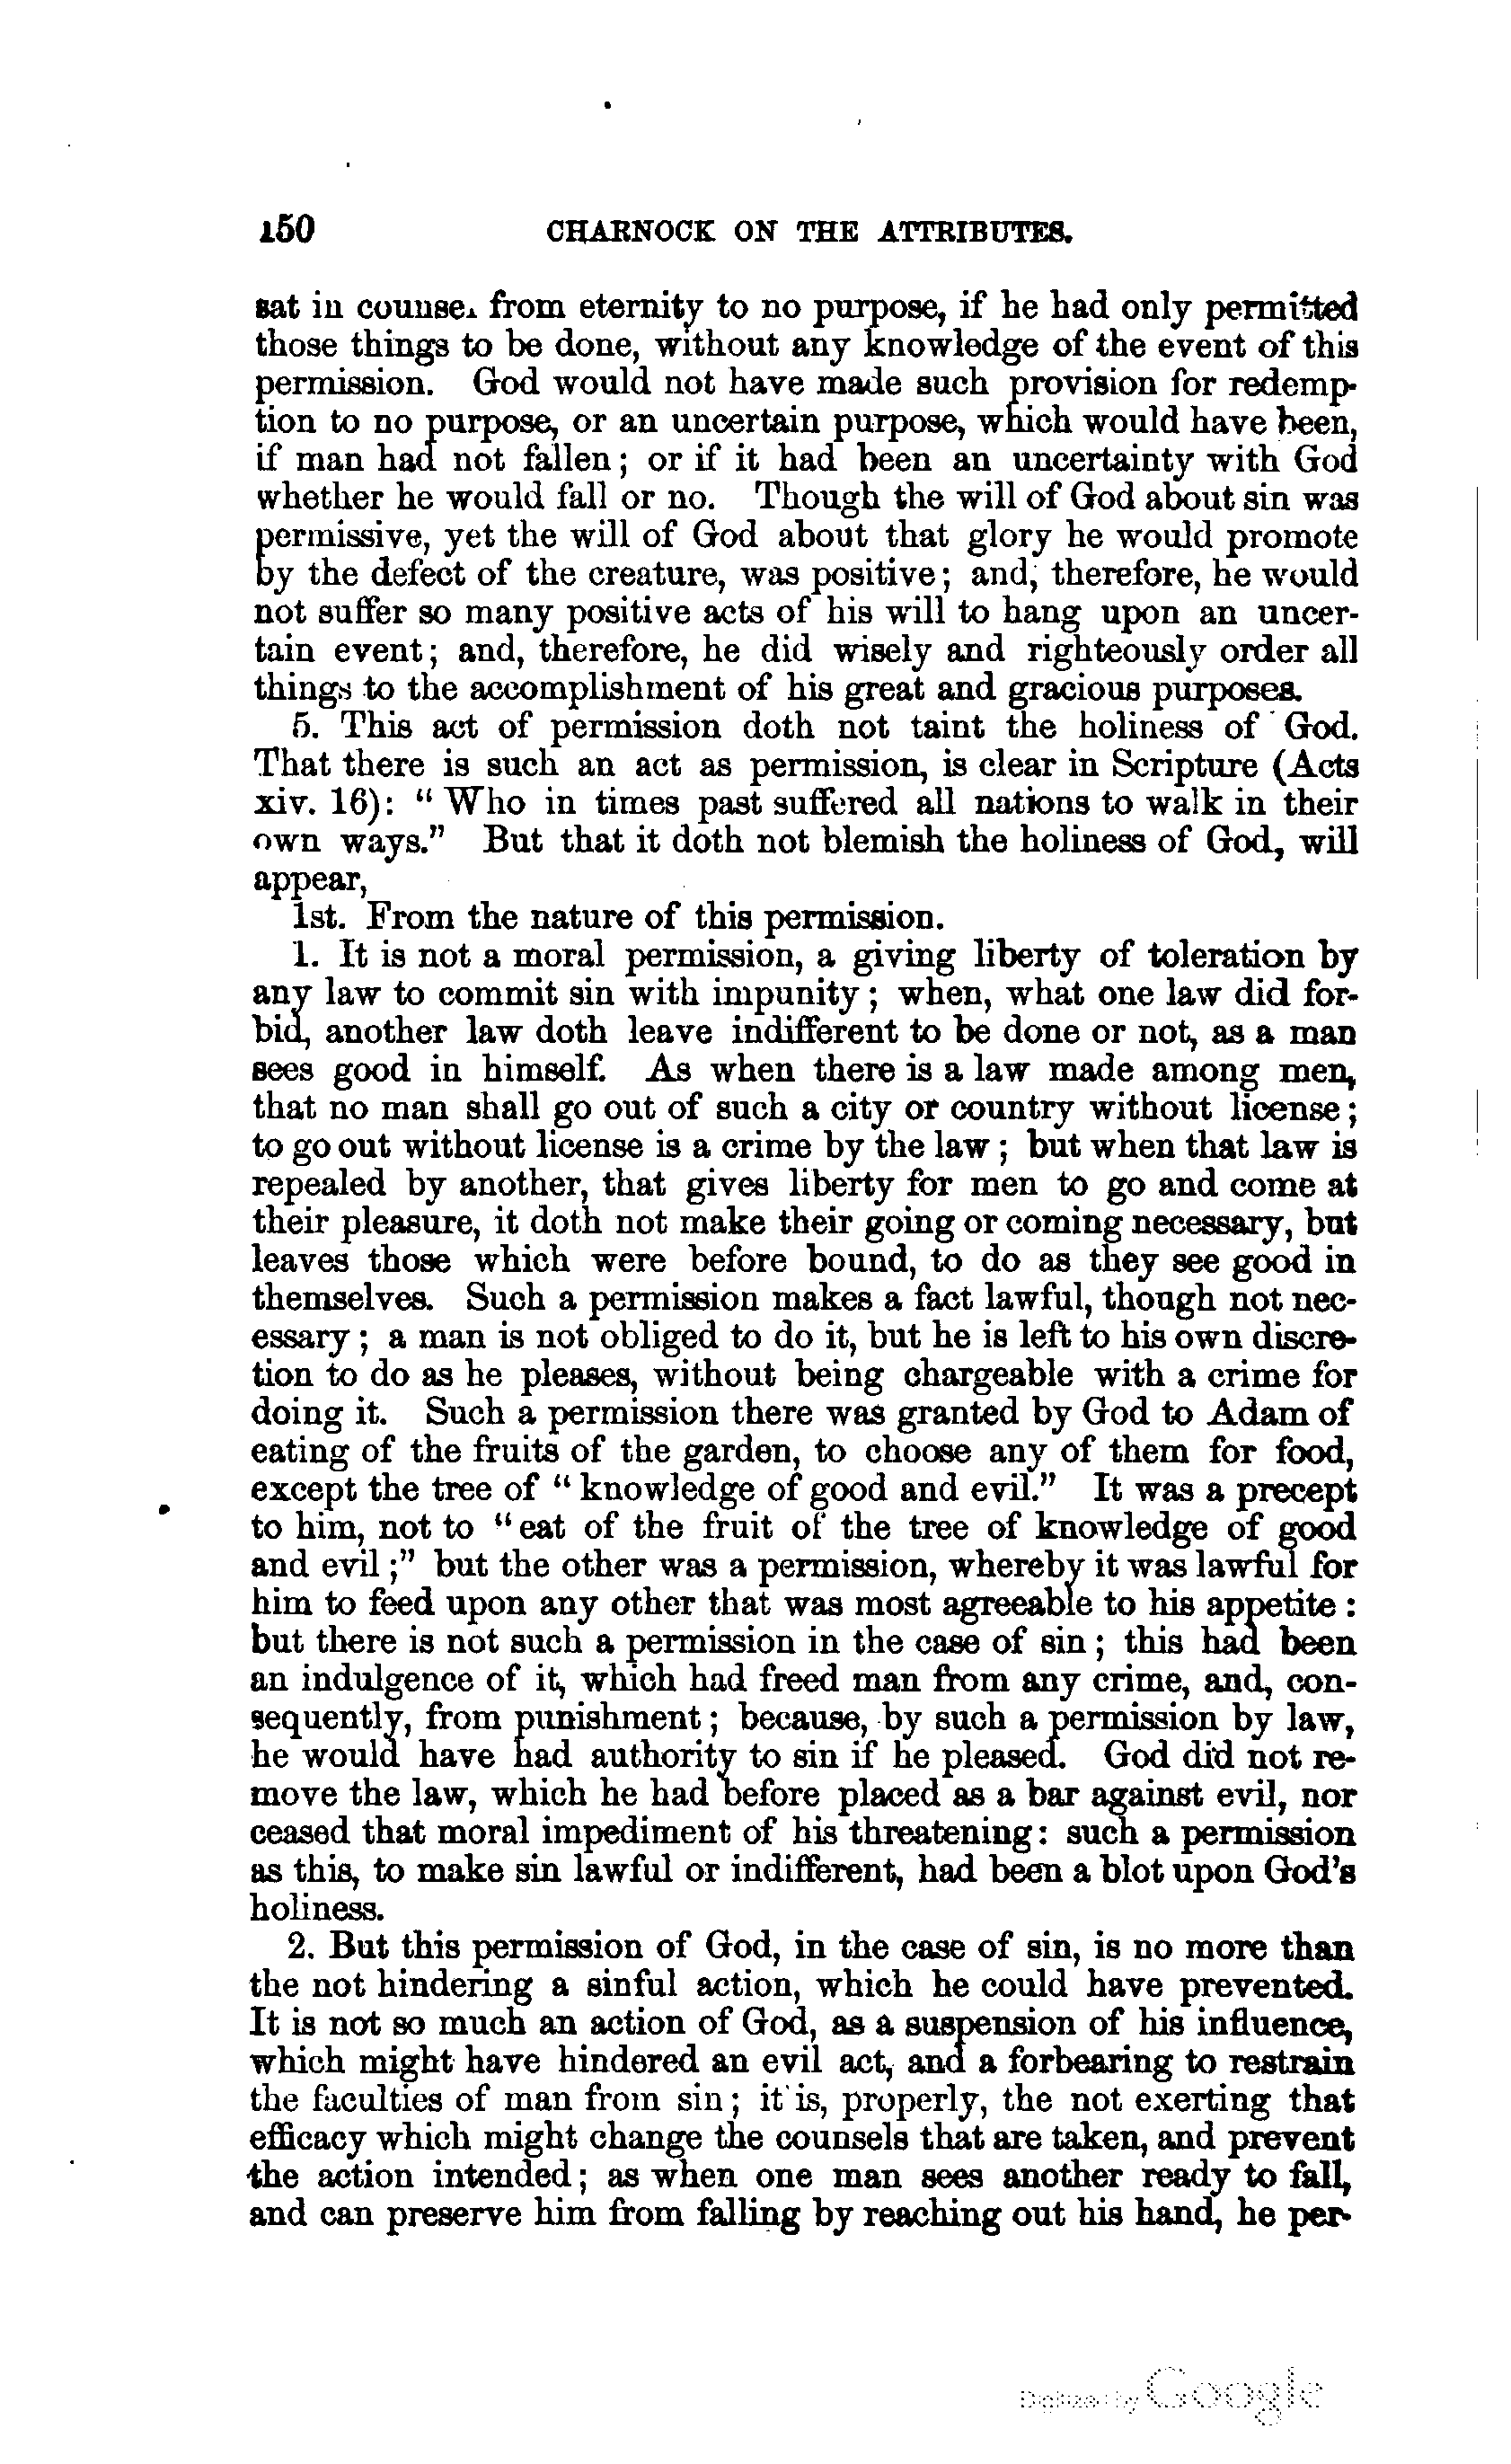 150 CHARNOCK ON THE ATTRIBUTES.
sat in counsel from eternity to no purpose, if he had only permitted
those things to be done, without any knowledge of the event of this
permission. God would not have made such provision for redemp-
tion to no purpose, or an uncertain purpose, which would have been,
if man had not fallen; or if it had been an uncertainty with God
whether he would fall or no. Though the will of God about sin was
permissive, yet the will of God about that glory he would promote
by the defect of the creature, was positive; and, therefore, he would
not suffer so many positive acts of his will to hang upon an uncer-
tain event; and, therefore, he did wisely and righteously order all
things to the accomplishment of his great and gracious purposes.
5. This act of permission doth not taint the holiness of God.
That there is such an act as permission, is clear in Scripture (Acts
xiv. 16): "Who in times past suffered all nations to walk in their
own ways." But that it doth not blemish the holiness of God, will
appear,
1st. From the nature of this permission.
1. It is not a moral permission, a giving liberty of toleration by
any law to commit sin with impunity; when, what one law did for-
bid, another law doth leave indifferent to be done or not, as a man
sees good in himself. As when there is a law made among men,
that no man shall go out of such a city or country without license;
to go out without license is a crime by the law; but when that law is
repealed by another, that gives liberty for men to go and come at
their pleasure, it doth not make their going or coming necessary, but
leaves those which were before bound, to do as they see good in
themselves. Such a permission makes a fact lawful, though not nec-
essary; a man is not obliged to do it, but he is left to his own discre-
tion to do as he pleases, without being chargeable with a crime for
doing it. Such a permission there was granted by God to Adam of
eating of the fruits of the garden, to choose any of them for food,
except the tree of "knowledge of good and evil." It was a precept
to him, not to "eat of the fruit of the tree of knowledge of good
and evil;" but the other was a permission, whereby it was lawful for
him to feed upon any other that was most agreeable to his appetite:
but there is not such a permission in the case of sin; this had been
an indulgence of it, which had freed man from any crime, and, con-
sequently, from punishment; because, by such a permission by law,
he would have had authority to sin if he pleased. God did not re-
move the law, which he had before placed as a bar against evil, nor
ceased that moral impediment of his threatening: such a permission
as this, to make sin lawful or indifferent, had been a blot upon God's
holiness.
2. But this permission of God, in the case of sin, is no more than
the not hindering a sinful action, which he could have prevented.
It is not so much an action of God, as a suspension of his influence,
which might have hindered an evil act, and a forbearing to restrain
the faculties of man from sin; it is, properly, the not exerting that
efficacy which might change the counsels that are taken, and prevent
the action intended; as when one man sees another ready to fall,
and can preserve him from falling by reaching out his hand, he per-
Digitized by Google